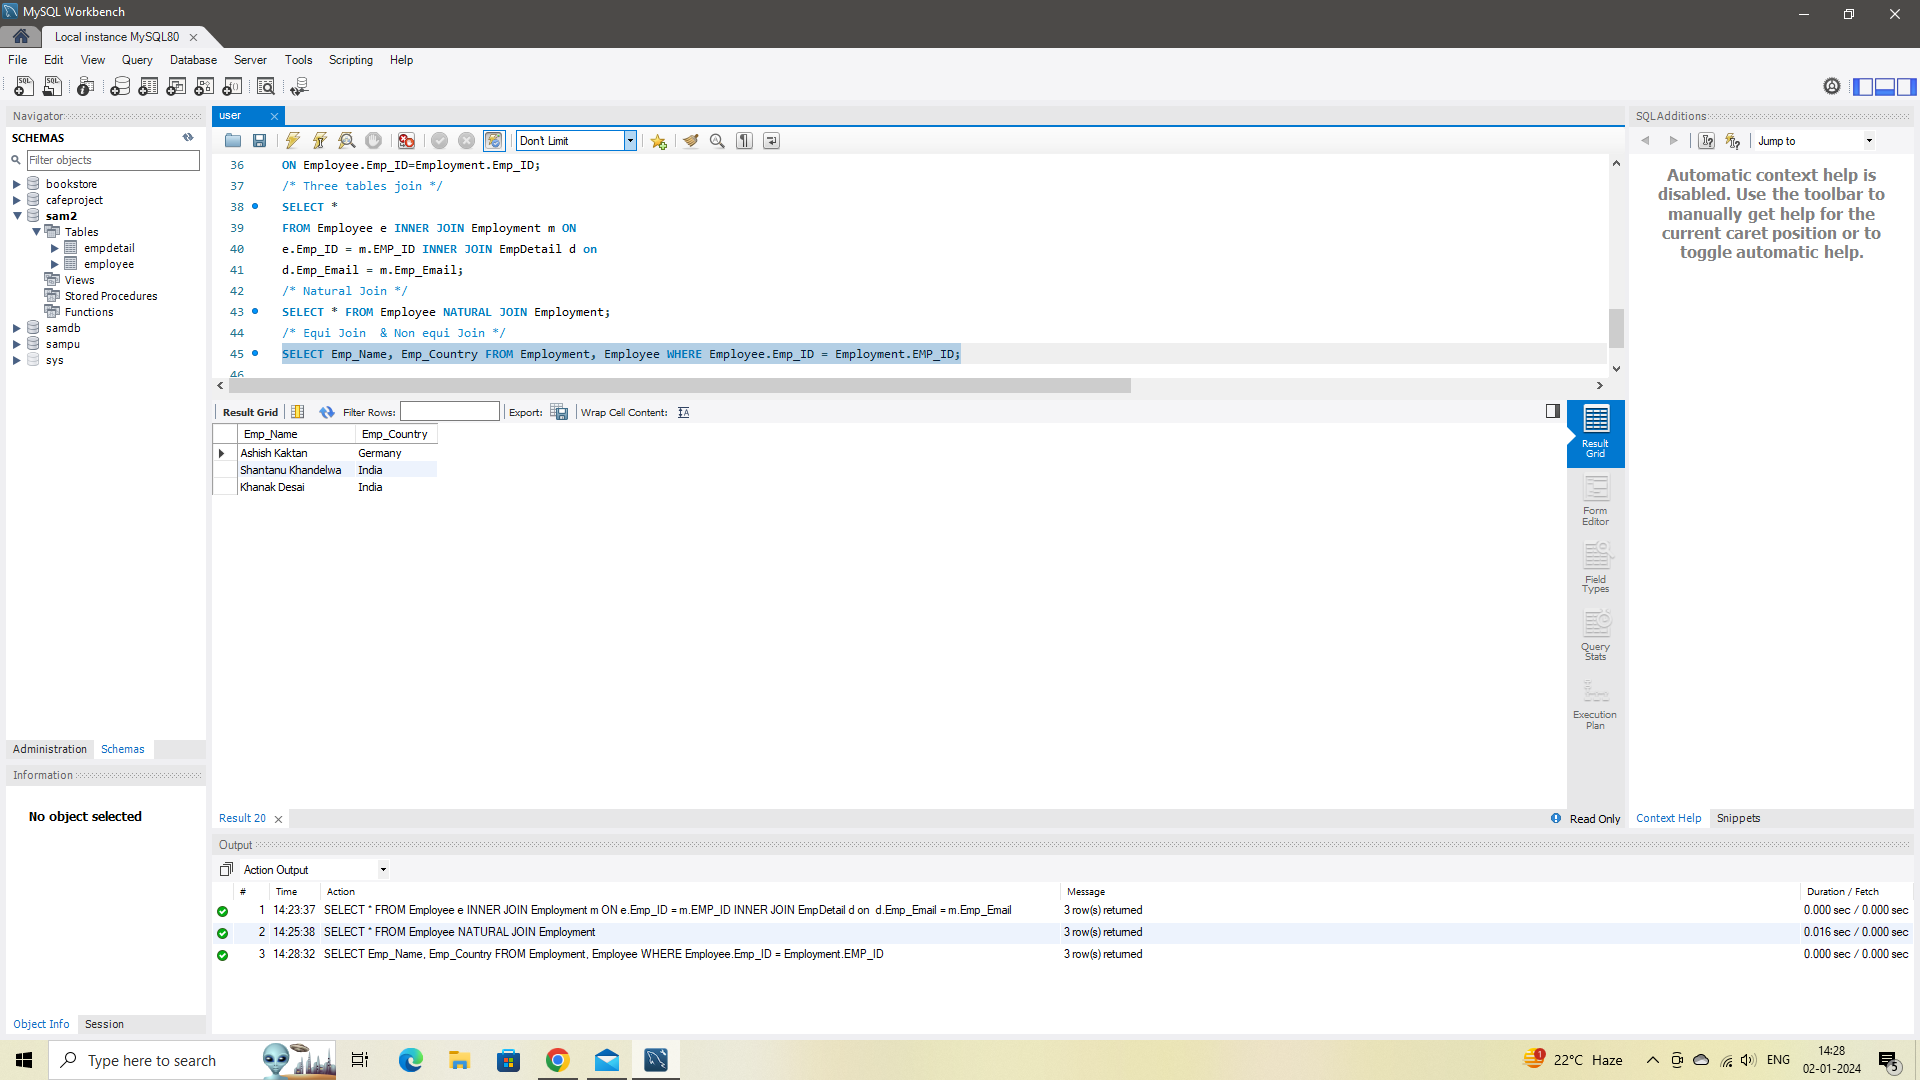 MySQL Workbench
Local instance MySQL80
File Edit View Query Database Server Tools Scripting Help
Navigator
SCHEMAS
Filter objects
bookstore
cafeproject
sam2
Tables
empdetail
employee
Views
Stored Procedures
Functions
samdb
sampu
sys
Administration Schemas
Information
No object selected
Object Info Session
user
Don't Limit
36 ON Employee.Emp_ID=Employment.Emp_ID;
37 /* Three tables join */
38 SELECT *
39 FROM Employee e INNER JOIN Employment m ON
40 e.Emp_ID = m.EMP_ID INNER JOIN EmpDetail d on
41 d.Emp_Email = m.Emp_Email;
42 /* Natural Join */
43 SELECT * FROM Employee NATURAL JOIN Employment;
44 /* Equi Join  & Non equi Join */
45 SELECT Emp_Name, Emp_Country FROM Employment, Employee WHERE Employee.Emp_ID = Employment.EMP_ID;
46
Result Grid Filter Rows: Export: Wrap Cell Content:
Emp_Name Emp_Country
Ashish Kaktan Germany
Shantanu Khandelwa India
Khanak Desai India
Result Grid
Form Editor
Field Types
Query Stats
Execution Plan
Result 20 Read Only
SQLAdditions
Jump to
Automatic context help is
disabled. Use the toolbar to
manually get help for the
current caret position or to
toggle automatic help.
Context Help Snippets
Output
Action Output
# Time Action Message Duration / Fetch
1 14:23:37 SELECT * FROM Employee e INNER JOIN Employment m ON e.Emp_ID = m.EMP_ID INNER JOIN EmpDetail d on  d.Emp_Email = m.Emp_Email 3 row(s) returned 0.000 sec / 0.000 sec
2 14:25:38 SELECT * FROM Employee NATURAL JOIN Employment 3 row(s) returned 0.016 sec / 0.000 sec
3 14:28:32 SELECT Emp_Name, Emp_Country FROM Employment, Employee WHERE Employee.Emp_ID = Employment.EMP_ID 3 row(s) returned 0.000 sec / 0.000 sec
Type here to search
1 22°C Haze ENG 14:28
02-01-2024 5